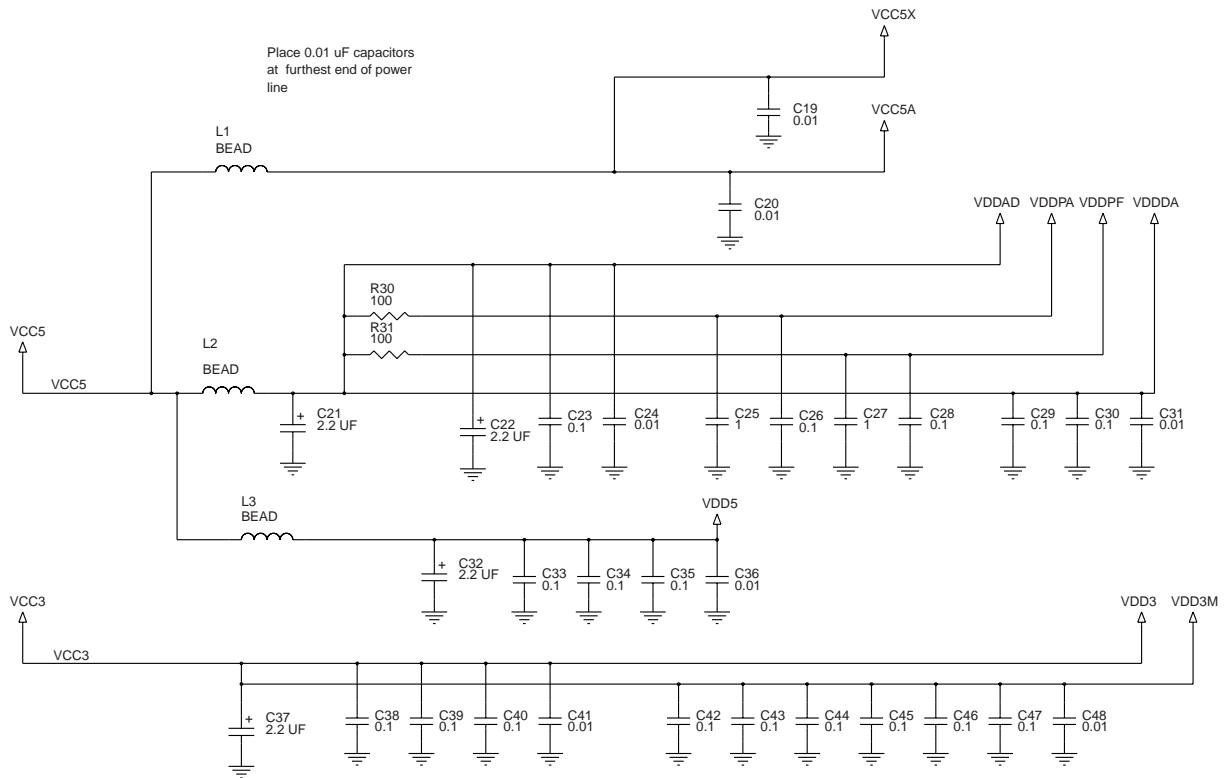 VCC5X
Place 0.01 uF capacitors
at furthest end of power
line
C19
0.01
VCC5A
L1
BEAD
C20
0.01
VDDAD
VDDPA
VDDPF
VDDDA
R30
100
R31
100
VCC5
L2
BEAD
VCC5
C21
2.2 UF
C22
2.2 UF
C23
0.1
C24
0.01
C25
1
C26
0.1
C27
1
C28
0.1
C29
0.1
C30
0.1
C31
0.01
L3
BEAD
VDD5
C32
2.2 UF
C33
0.1
C34
0.1
C35
0.1
C36
0.01
VCC3
VDD3
VDD3M
VCC3
C37
2.2 UF
C38
0.1
C39
0.1
C40
0.1
C41
0.01
C42
0.1
C43
0.1
C44
0.1
C45
0.1
C46
0.1
C47
0.1
C48
0.01